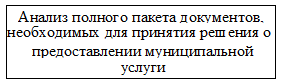 Анализ полного пакета документов,
необходимых для принятия решения о
предоставлении муниципальной
услуги